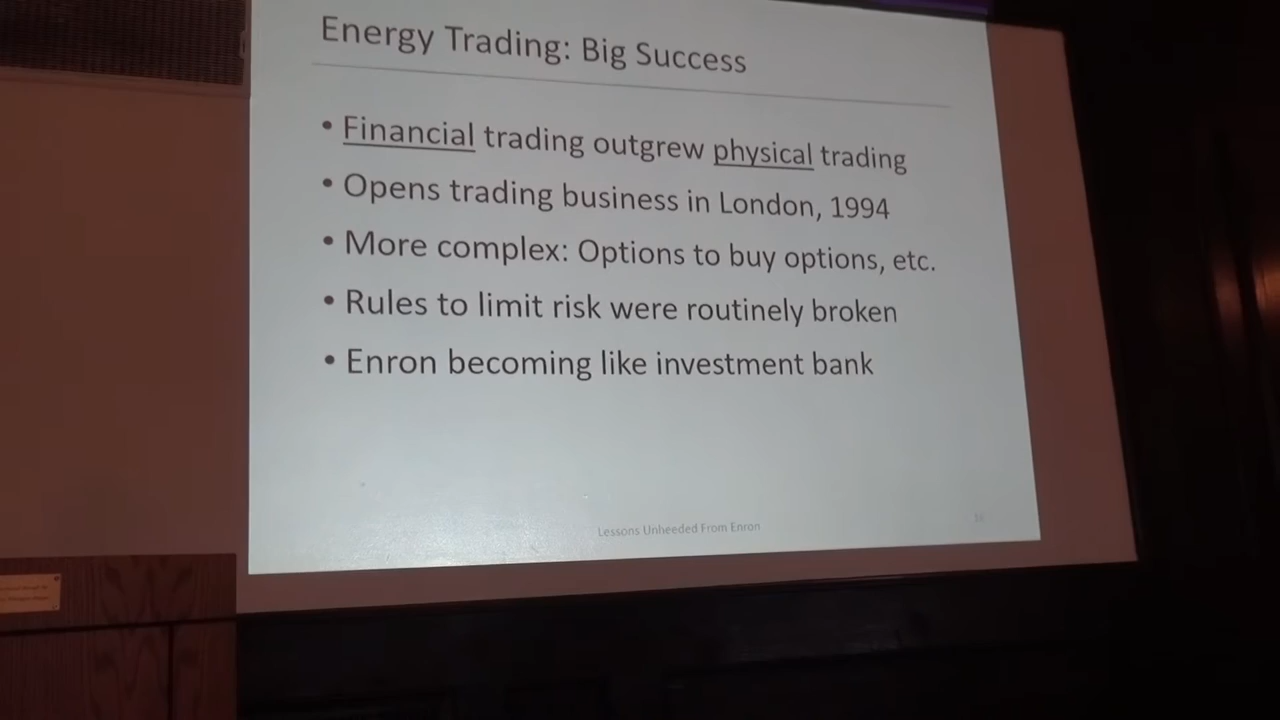 Energy Trading: Big Success
• Financial trading outgrew physical trading
• Opens trading business in London, 1994
• More complex: Options to buy options, etc.
• Rules to limit risk were routinely broken
• Enron becoming like investment bank
Lessons Unheeded From Enron